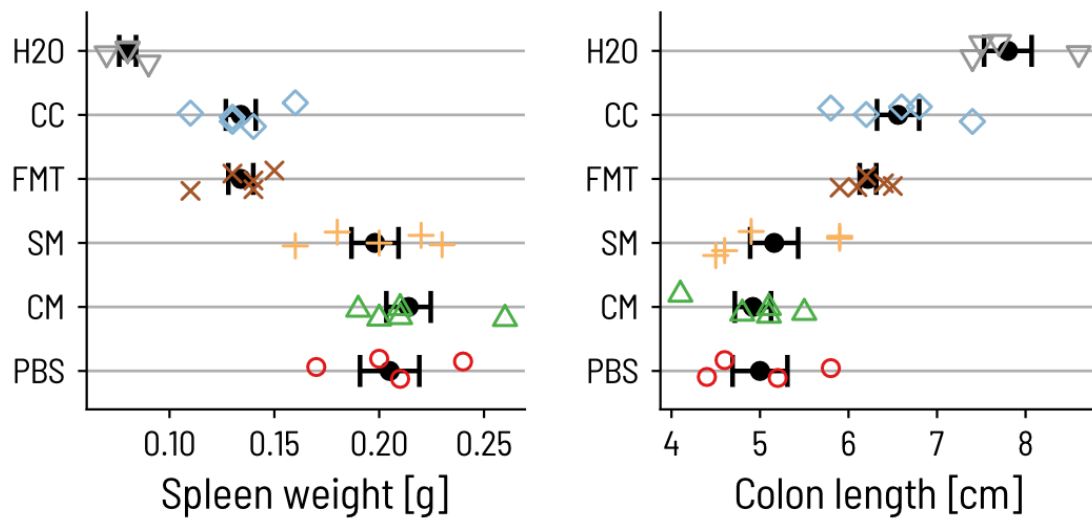 H2O
CC
FMT
SM
CM
PBS
0.10 0.15 0.20 0.25
Spleen weight [g]
H2O
CC
FMT
SM
CM
PBS
4 5 6 7 8
Colon length [cm]